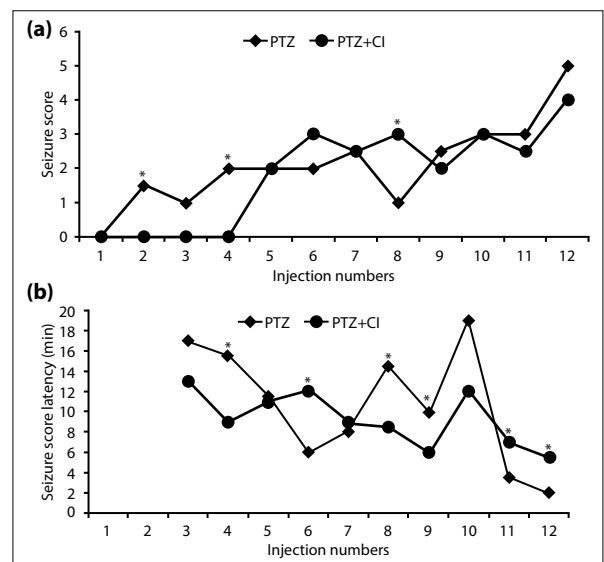 (a)
PTZ PTZ+CI
Seizure score
6
5
4
3
2
1
0
* * *
1 2 3 4 5 6 7 8 9 10 11 12
Injection numbers
(b)
PTZ PTZ+CI
Seizure score latency (min)
20
18
16
14
12
10
8
6
4
2
0
* * * * * *
1 2 3 4 5 6 7 8 9 10 11 12
Injection numbers